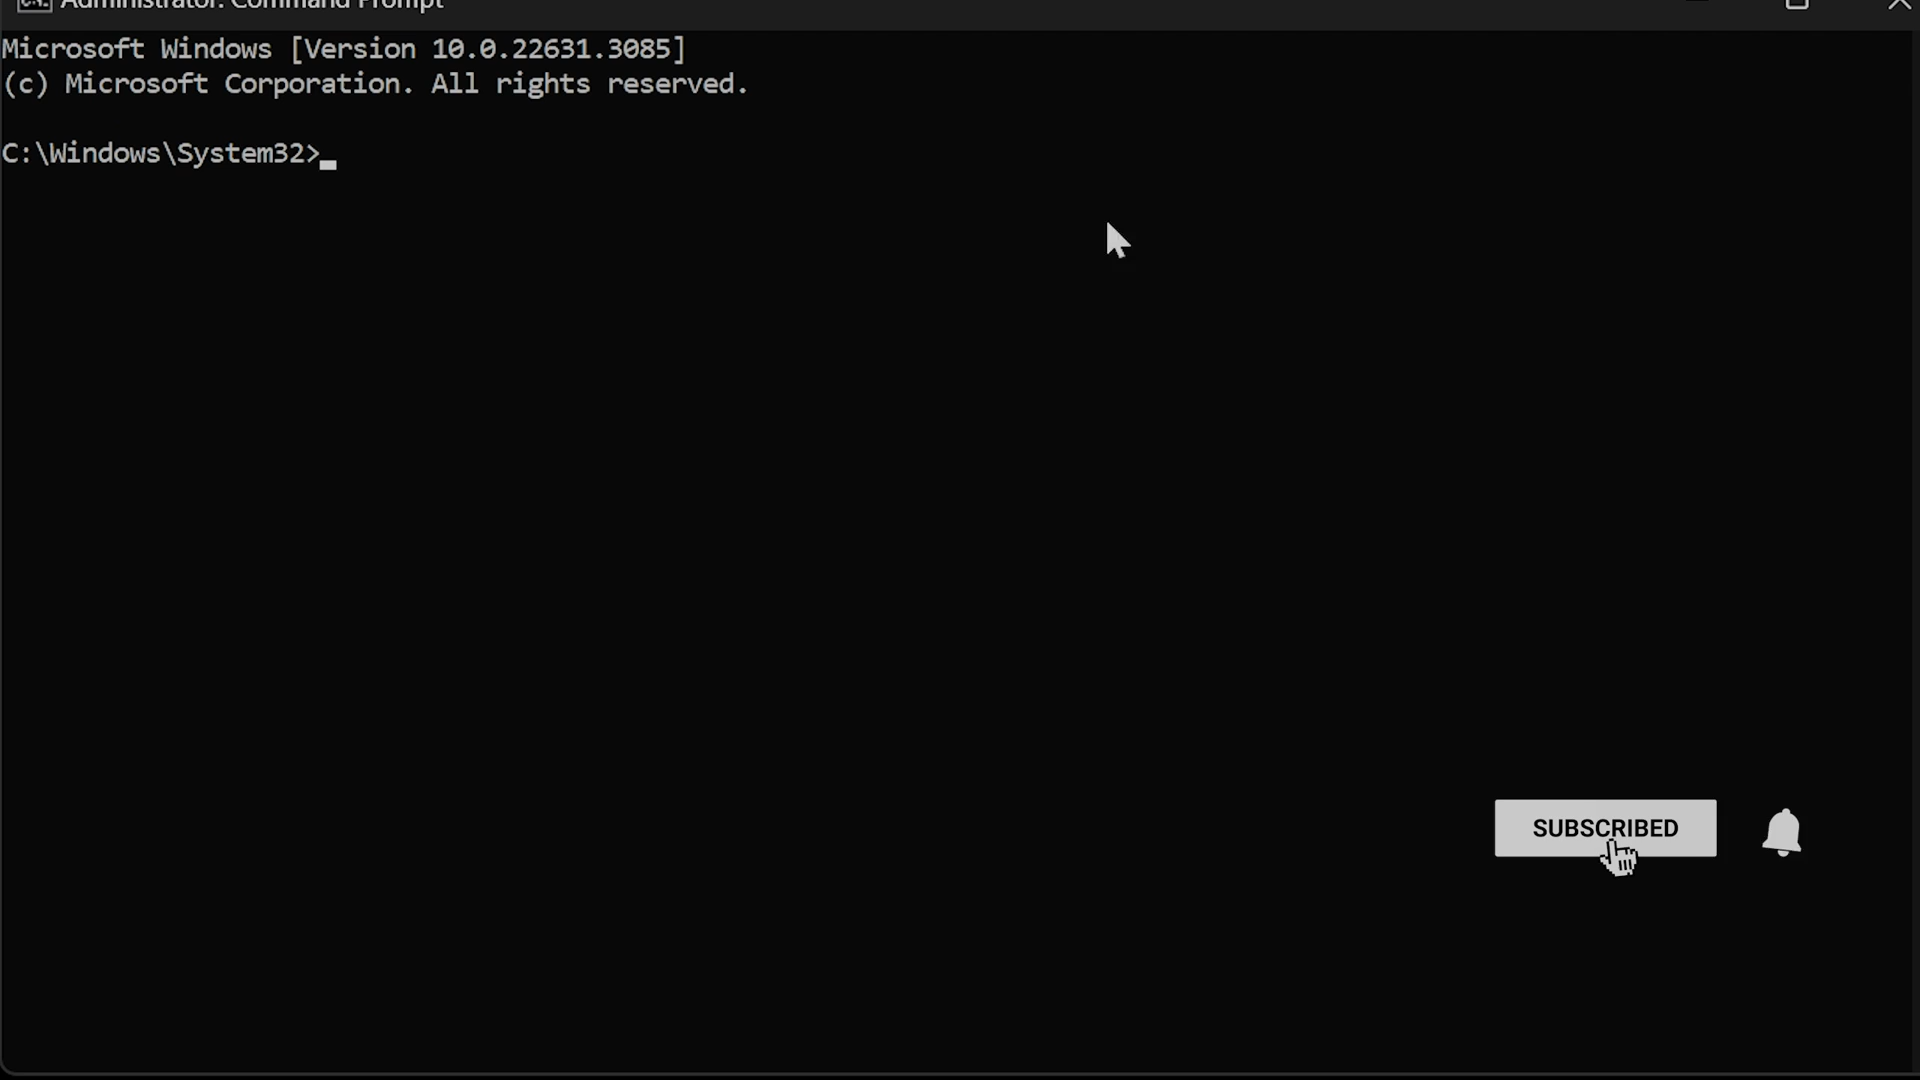 Administrator: Command Prompt
Microsoft Windows [Version 10.0.22631.3085]
(c) Microsoft Corporation. All rights reserved.
C:\Windows\System32>
SUBSCRIBED